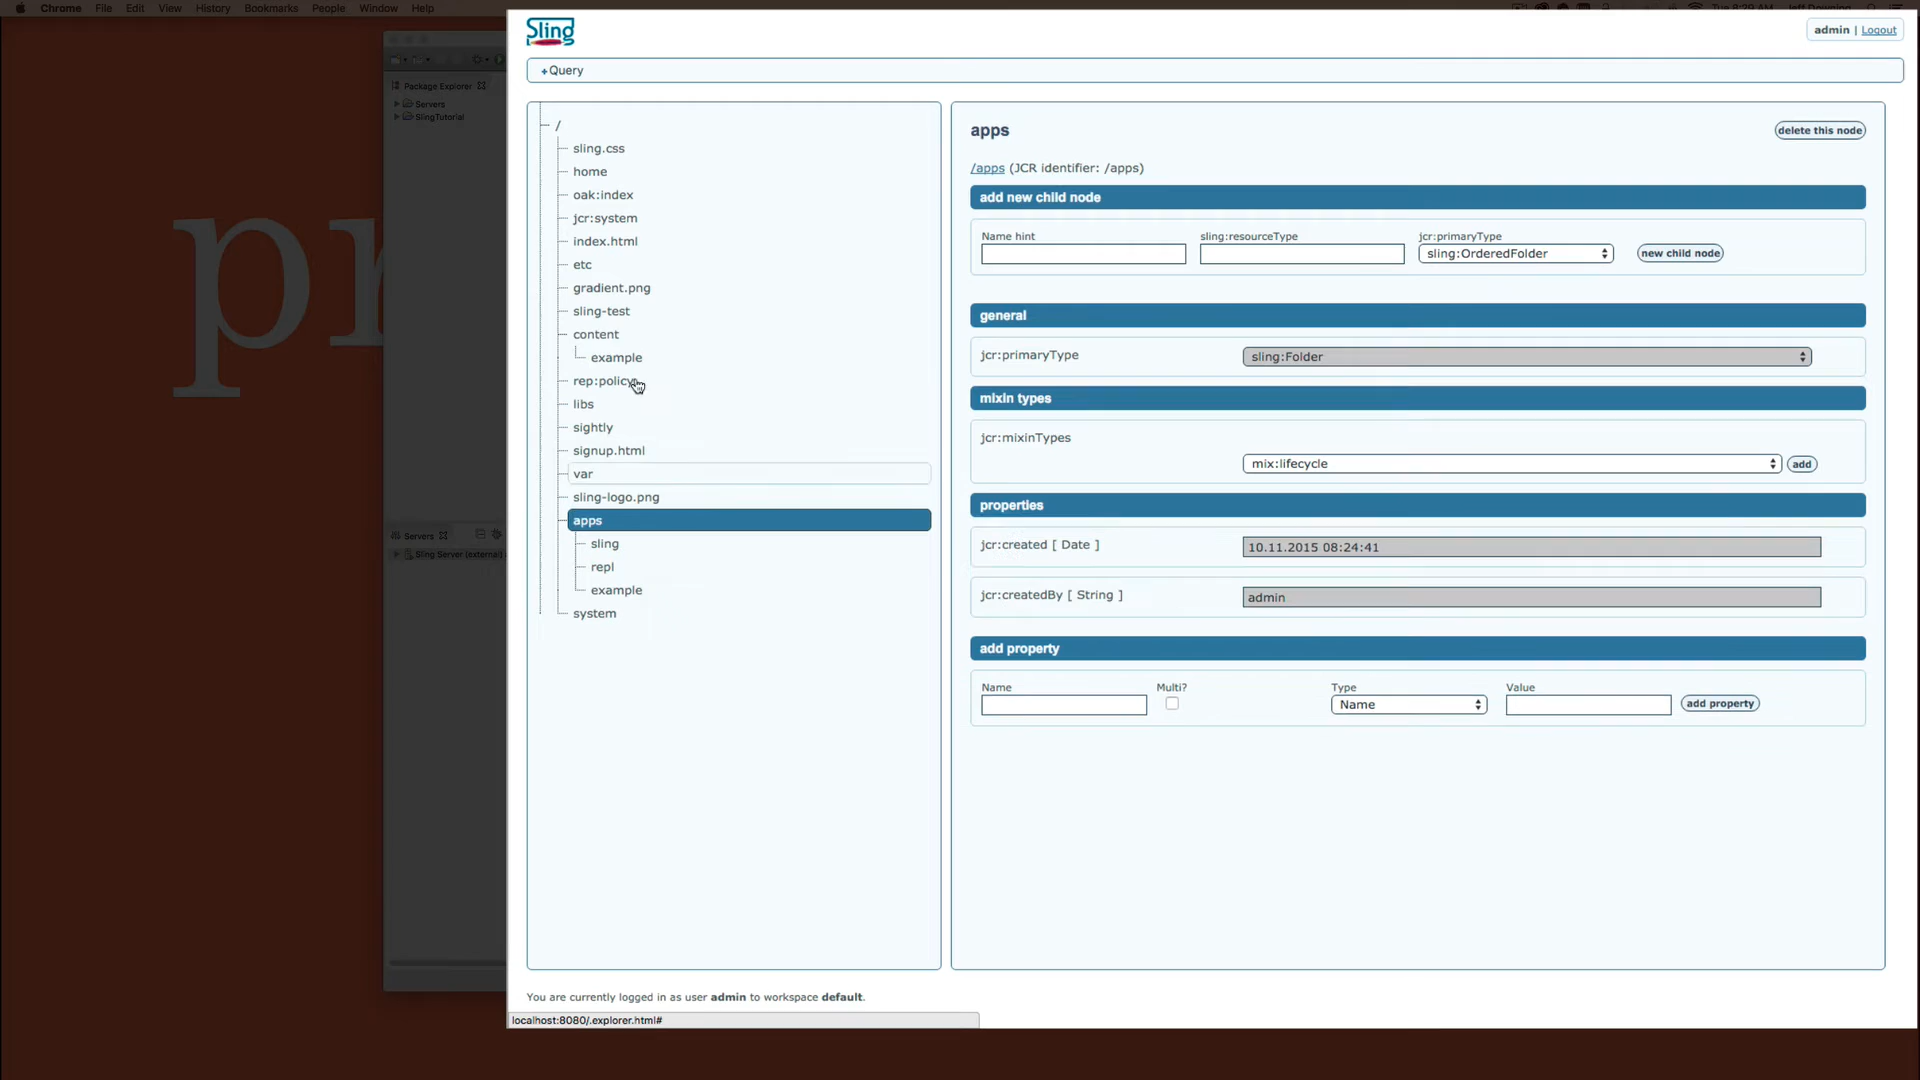 Chrome File Edit View History Bookmarks People Window Help
pr
Package Explorer
Servers
SlingTutorial
Servers
Sling Server (external)
Sling
admin | Logout
+Query
/
sling.css
home
oak:index
jcr:system
index.html
etc
gradient.png
sling-test
content
example
rep:policy
libs
sightly
signup.html
var
sling-logo.png
apps
sling
repl
example
system
apps
delete this node
/apps (JCR identifier: /apps)
add new child node
Name hint sling:resourceType jcr:primaryType
sling:OrderedFolder new child node
general
jcr:primaryType sling:Folder
mixin types
jcr:mixinTypes
mix:lifecycle add
properties
jcr:created [ Date ] 10.11.2015 08:24:41
jcr:createdBy [ String ] admin
add property
Name Multi? Type Value
Name add property
You are currently logged in as user admin to workspace default.
localhost:8080/.explorer.html#